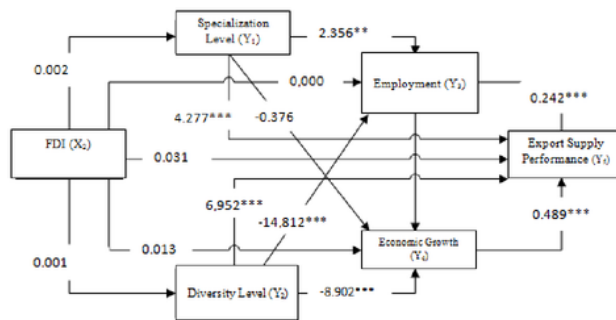 Specialization
Level (Y₁)
2.356**
0.002
0,000
Employment (Y₃)
0.242***
4.277***
-0.376
FDI (X₂)
0.031
Export Supply
Performance (Y₅)
6,952***
-14,812***
0.489***
0.013
Economic Growth
(Y₄)
0.001
Diversity Level (Y₂)
-8.902***